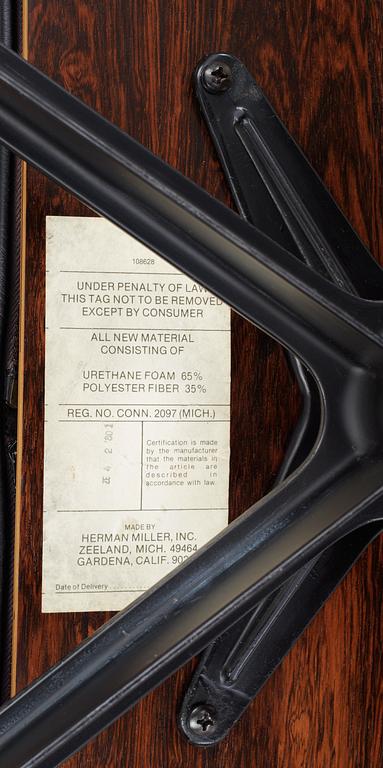 108628
UNDER PENALTY OF LAW
THIS TAG NOT TO BE REMOVED
EXCEPT BY CONSUMER
ALL NEW MATERIAL
CONSISTING OF
URETHANE FOAM 65%
POLYESTER FIBER 35%
REG. NO. CONN. 2097 (MICH.)
Certification is made
by the manufacturer
that the materials in
the article are
described in
accordance with law.
MADE BY
HERMAN MILLER, INC.
ZEELAND, MICH. 49464
GARDENA, CALIF.
Date of Delivery